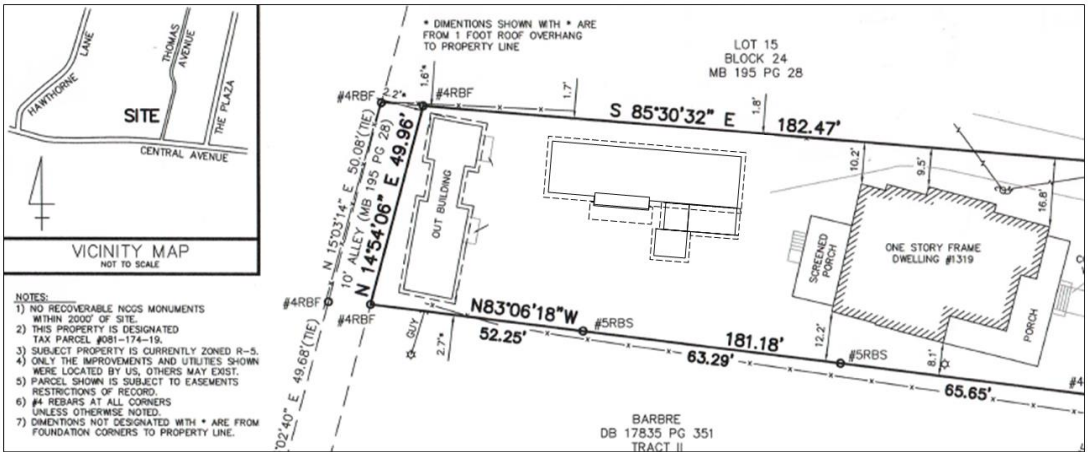 HAWTHORNE
LANE
THOMAS
AVENUE
THE PLAZA
SITE
CENTRAL AVENUE
VICINITY MAP
NOT TO SCALE
NOTES:
1) NO RECOVERABLE NCGS MONUMENTS
WITHIN 2000' OF SITE.
2) THIS PROPERTY IS DESIGNATED
TAX PARCEL #081-174-19.
3) SUBJECT PROPERTY IS CURRENTLY ZONED R-5.
4) ONLY THE IMPROVEMENTS AND UTILITIES SHOWN
WERE LOCATED BY US, OTHERS MAY EXIST.
5) PARCEL SHOWN IS SUBJECT TO EASEMENTS
RESTRICTIONS OF RECORD.
6) #4 REBARS AT ALL CORNERS
UNLESS OTHERWISE NOTED.
7) DIMENTIONS NOT DESIGNATED WITH * ARE FROM
FOUNDATION CORNERS TO PROPERTY LINE.
* DIMENTIONS SHOWN WITH * ARE
FROM 1 FOOT ROOF OVERHANG
TO PROPERTY LINE
LOT 15
BLOCK 24
MB 195 PG 28
#4RBF
2.2'*
1.6'*
#4RBF
1.7'
S 85°30'32" E
1.8'
182.47'
N 15°03'14" E 50.08'(TIE)
10' ALLEY (MB 195 PG 28)
N 14°54'06" E 49.96'
OUT BUILDING
10.2'
9.5'
16.8'
SCREENED
PORCH
ONE STORY FRAME
DWELLING #1319
PORCH
#4RBF
#4RBF
GUY
2.7'*
N83°06'18"W
52.25'
#5RBS
181.18'
63.29'
12.2'
#5RBS
8.1'
65.65'
#4
'02'40" E 49.68'(TIE)
BARBRE
DB 17835 PG 351
TRACT II